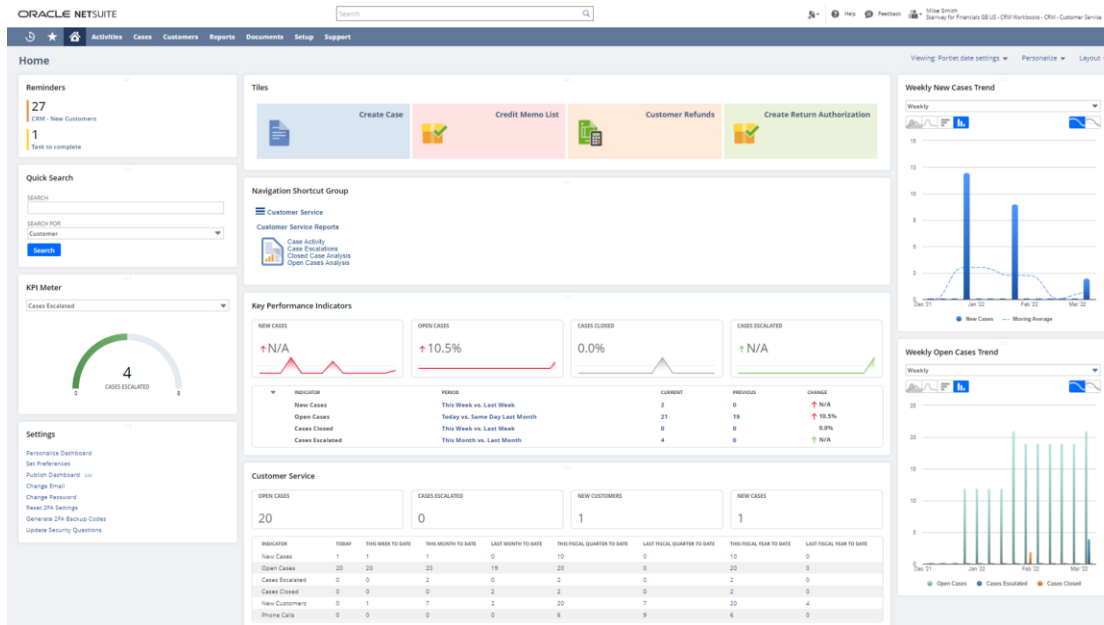 ORACLE NETSUITE
Search
Help
Feedback
Mike Smith
Stairway for Financials GB US - CRM Workbooks - CRM - Customer Service
Activities Cases Customers Reports Documents Setup Support
Home
Viewing: Portlet date settings Personalize Layout
Reminders
27
CRM - New Customers
1
Task to complete
Quick Search
SEARCH
SEARCH FOR
Customer
Search
KPI Meter
Cases Escalated
4
CASES ESCALATED
0 8
Settings
Personalize Dashboard
Set Preferences
Publish Dashboard
Change Email
Change Password
Reset 2FA Settings
Generate 2FA Backup Codes
Update Security Questions
Tiles
Create Case
Credit Memo List
Customer Refunds
Create Return Authorization
Navigation Shortcut Group
Customer Service
Customer Service Reports
Case Activity
Case Escalations
Closed Case Analysis
Open Cases Analysis
Key Performance Indicators
NEW CASES OPEN CASES CASES CLOSED CASES ESCALATED
N/A 10.5% 0.0% N/A
INDICATOR PERIOD CURRENT PREVIOUS CHANGE
New Cases This Week vs. Last Week 2 0 N/A
Open Cases Today vs. Same Day Last Month 21 19 10.5%
Cases Closed This Week vs. Last Week 0 0 0.0%
Cases Escalated This Month vs. Last Month 4 0 N/A
Customer Service
OPEN CASES CASES ESCALATED NEW CUSTOMERS NEW CASES
20 0 1 1
INDICATOR TODAY THIS WEEK TO DATE THIS MONTH TO DATE LAST MONTH TO DATE THIS FISCAL QUARTER TO DATE LAST FISCAL QUARTER TO DATE THIS FISCAL YEAR TO DATE LAST FISCAL YEAR TO DATE
New Cases 1 1 1 0 10 0 10 0
Open Cases 20 20 20 19 20 0 20 0
Cases Escalated 0 0 2 0 2 0 2 0
Cases Closed 0 0 0 2 2 0 2 0
New Customers 0 1 7 2 20 7 20 4
Phone Calls 0 0 0 0 6 9 6 0
Weekly New Cases Trend
Weekly
15
13
10
8
5
3
0
Dec '21 Jan '22 Feb '22 Mar '22
New Cases Moving Average
Weekly Open Cases Trend
Weekly
25
20
15
10
5
0
Dec '21 Jan '22 Feb '22 Mar '22
Open Cases Cases Escalated Cases Closed